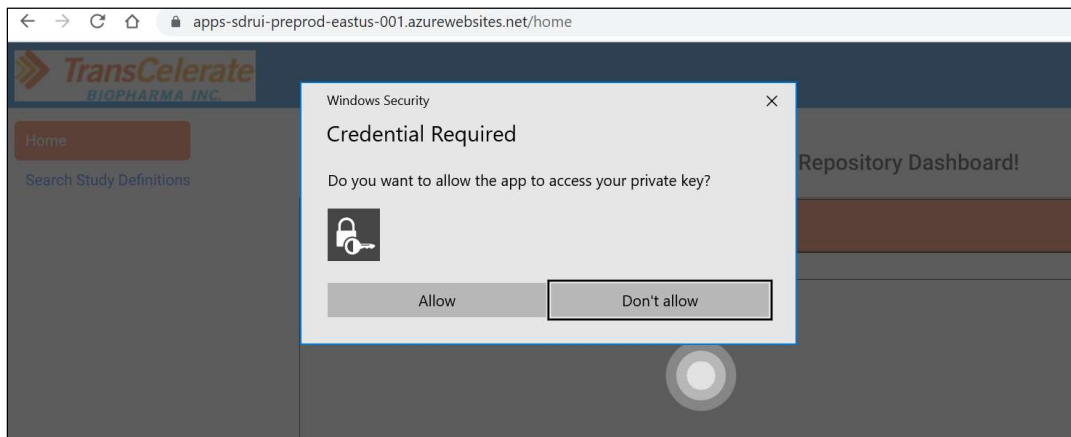 apps-sdrui-preprod-eastus-001.azurewebsites.net/home
TransCelerate
BIOPHARMA INC.
Windows Security
Credential Required
Home
Repository Dashboard!
Search Study Definitions
Do you want to allow the app to access your private key?
Allow
Don't allow